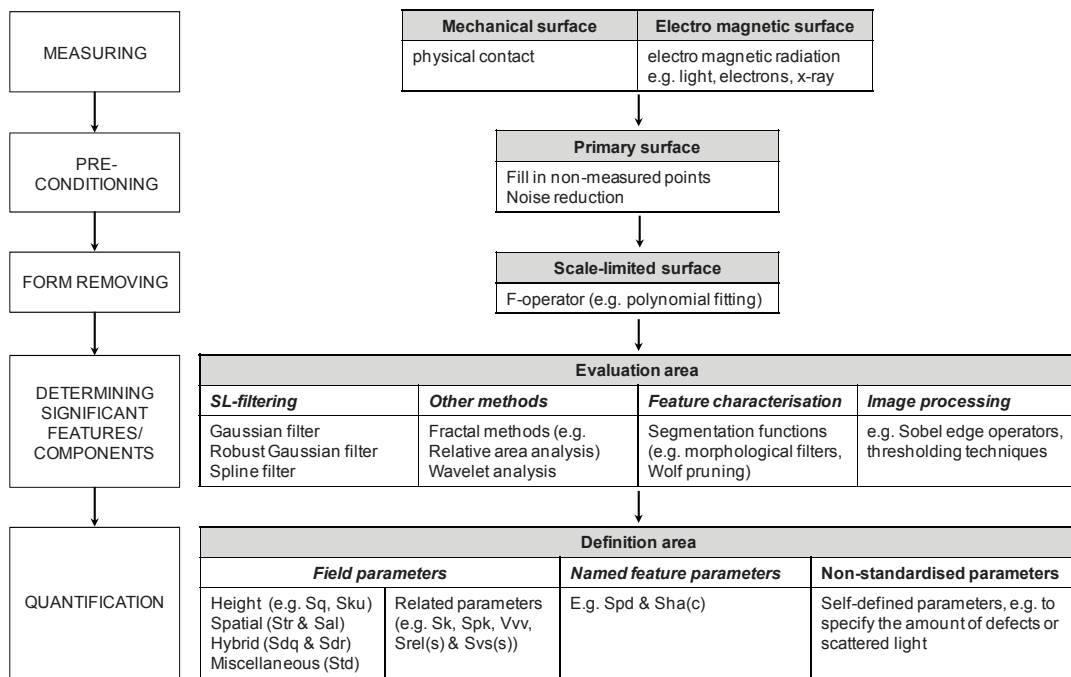 MEASURING
Mechanical surface
physical contact
Electro magnetic surface
electro magnetic radiation
e.g. light, electrons, x-ray
PRE-
CONDITIONING
Primary surface
Fill in non-measured points
Noise reduction
FORM REMOVING
Scale-limited surface
F-operator (e.g. polynomial fitting)
DETERMINING
SIGNIFICANT
FEATURES/
COMPONENTS
Evaluation area
SL-filtering
Gaussian filter
Robust Gaussian filter
Spline filter
Other methods
Fractal methods (e.g.
Relative area analysis)
Wavelet analysis
Feature characterisation
Segmentation functions
(e.g. morphological filters,
Wolf pruning)
Image processing
e.g. Sobel edge operators,
thresholding techniques
QUANTIFICATION
Definition area
Field parameters
Height (e.g. Sq, Sku)
Spatial (Str & Sal)
Hybrid (Sdq & Sdr)
Miscellaneous (Std)
Related parameters
(e.g. Sk, Spk, Vvv,
Srel(s) & Svs(s))
Named feature parameters
E.g. Spd & Sha(c)
Non-standardised parameters
Self-defined parameters, e.g. to
specify the amount of defects or
scattered light